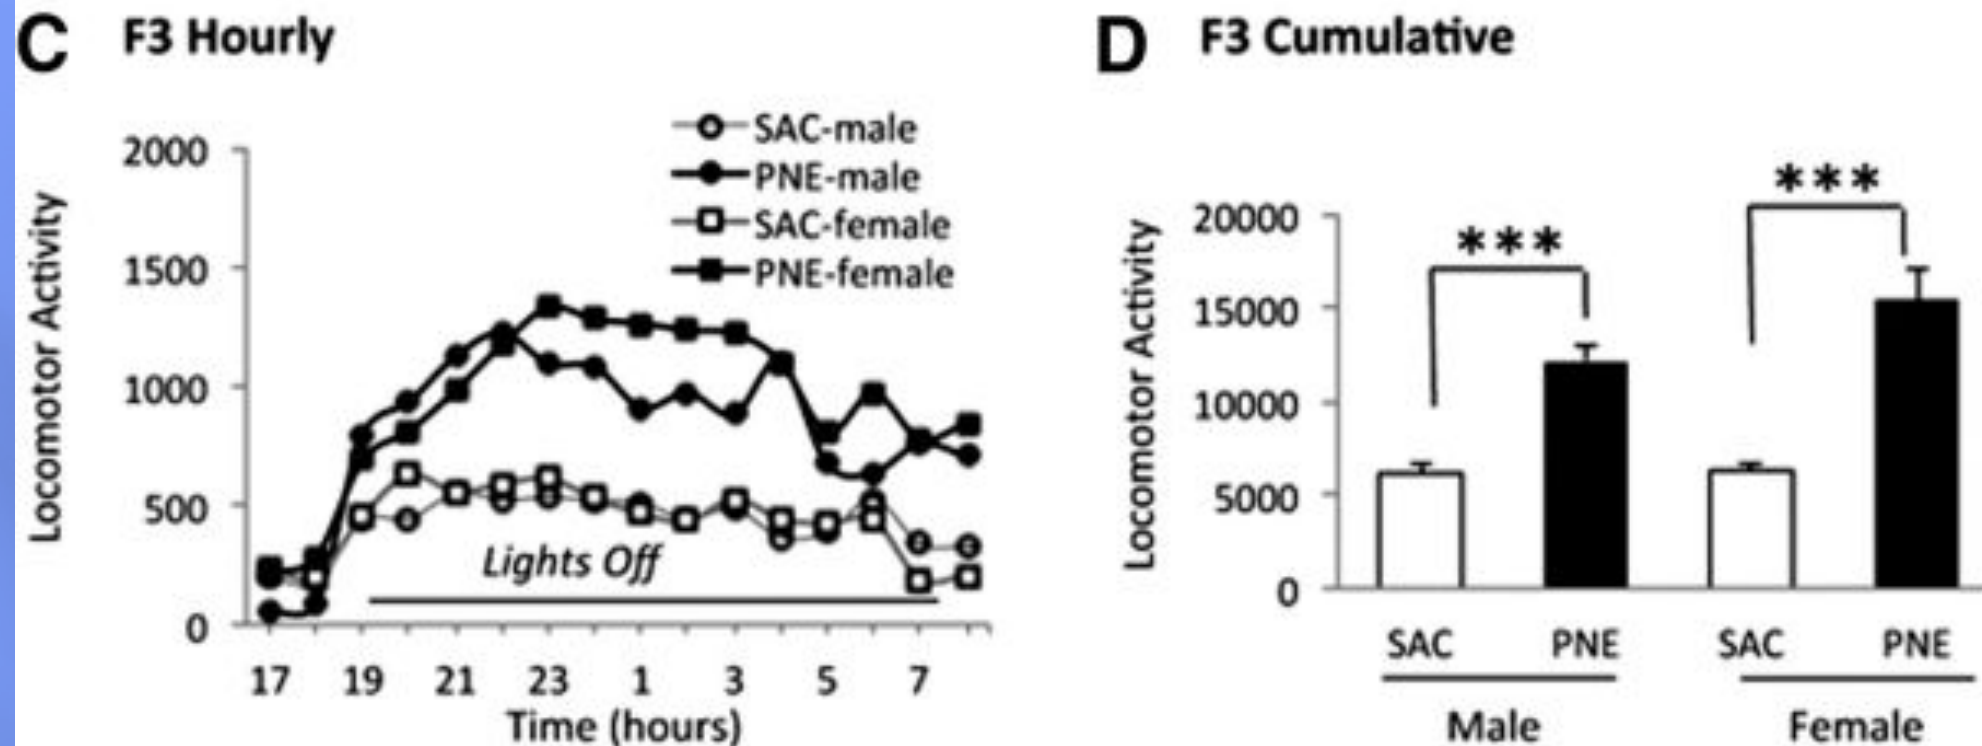 C F3 Hourly
Locomotor Activity
2000
1500
1000
500
0
SAC-male
PNE-male
SAC-female
PNE-female
Lights Off
17 19 21 23 1 3 5 7
Time (hours)
D F3 Cumulative
Locomotor Activity
20000
15000
10000
5000
0
***
***
SAC PNE SAC PNE
Male Female